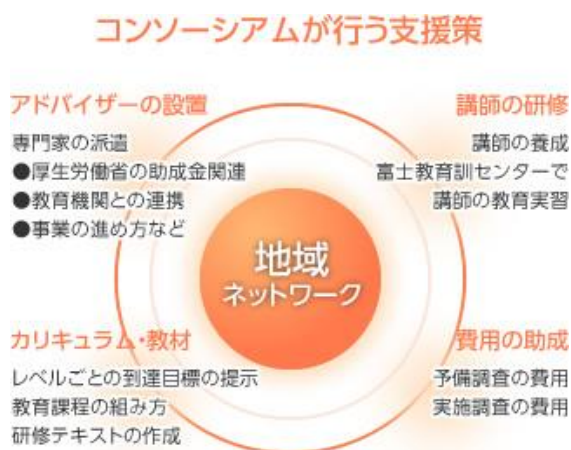 コンソーシアムが行う支援策
アドバイザーの設置
専門家の派遣
●厚生労働省の助成金関連
●教育機関との連携
●事業の進め方など
講師の研修
講師の養成
富士教育訓センターで
講師の教育実習
地域
ネットワーク
カリキュラム・教材
レベルごとの到達目標の提示
教育課程の組み方
研修テキストの作成
費用の助成
予備調査の費用
実施調査の費用